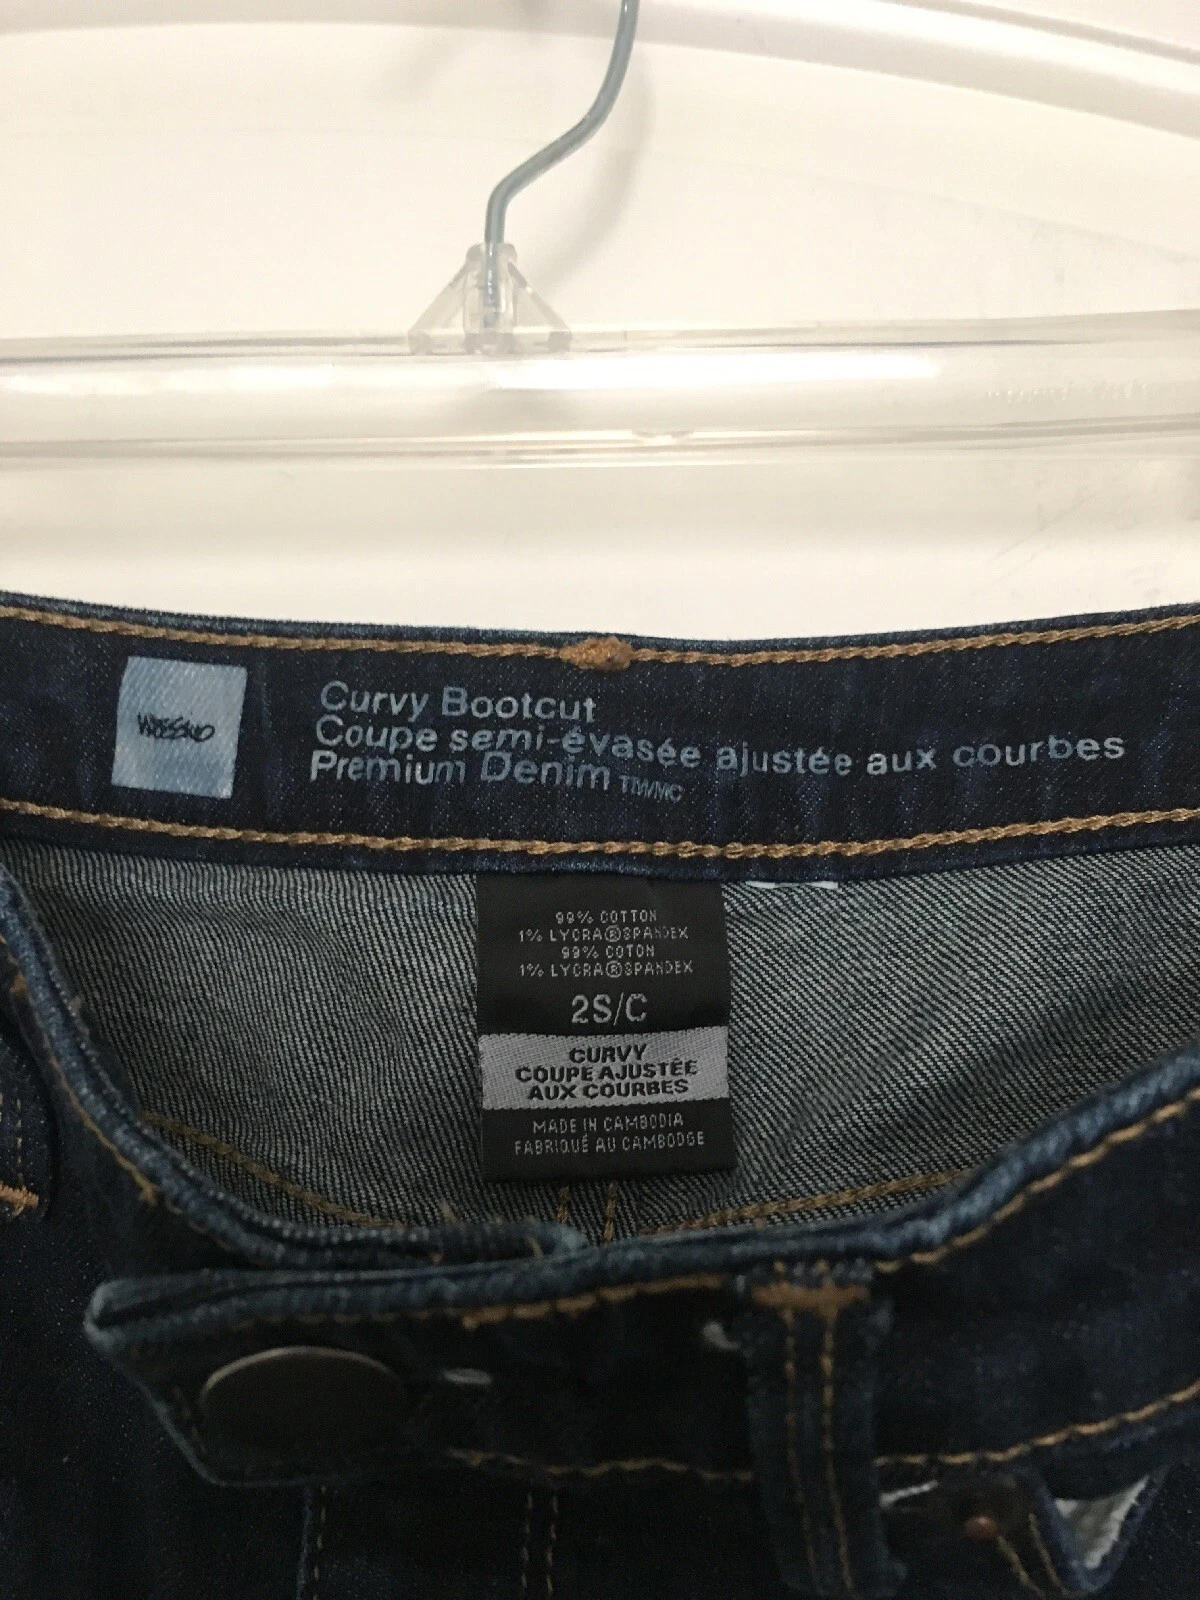 MOSSIMO
Curvy Bootcut
Coupe semi-évasée ajustée aux courbes
Premium Denim TM/MC
99% COTTON
1% LYCRA® SPANDEX
99% COTON
1% LYCRA® SPANDEX
2S/C
CURVY
COUPE AJUSTÉE
AUX COURBES
MADE IN CAMBODIA
FABRIQUÉ AU CAMBODGE